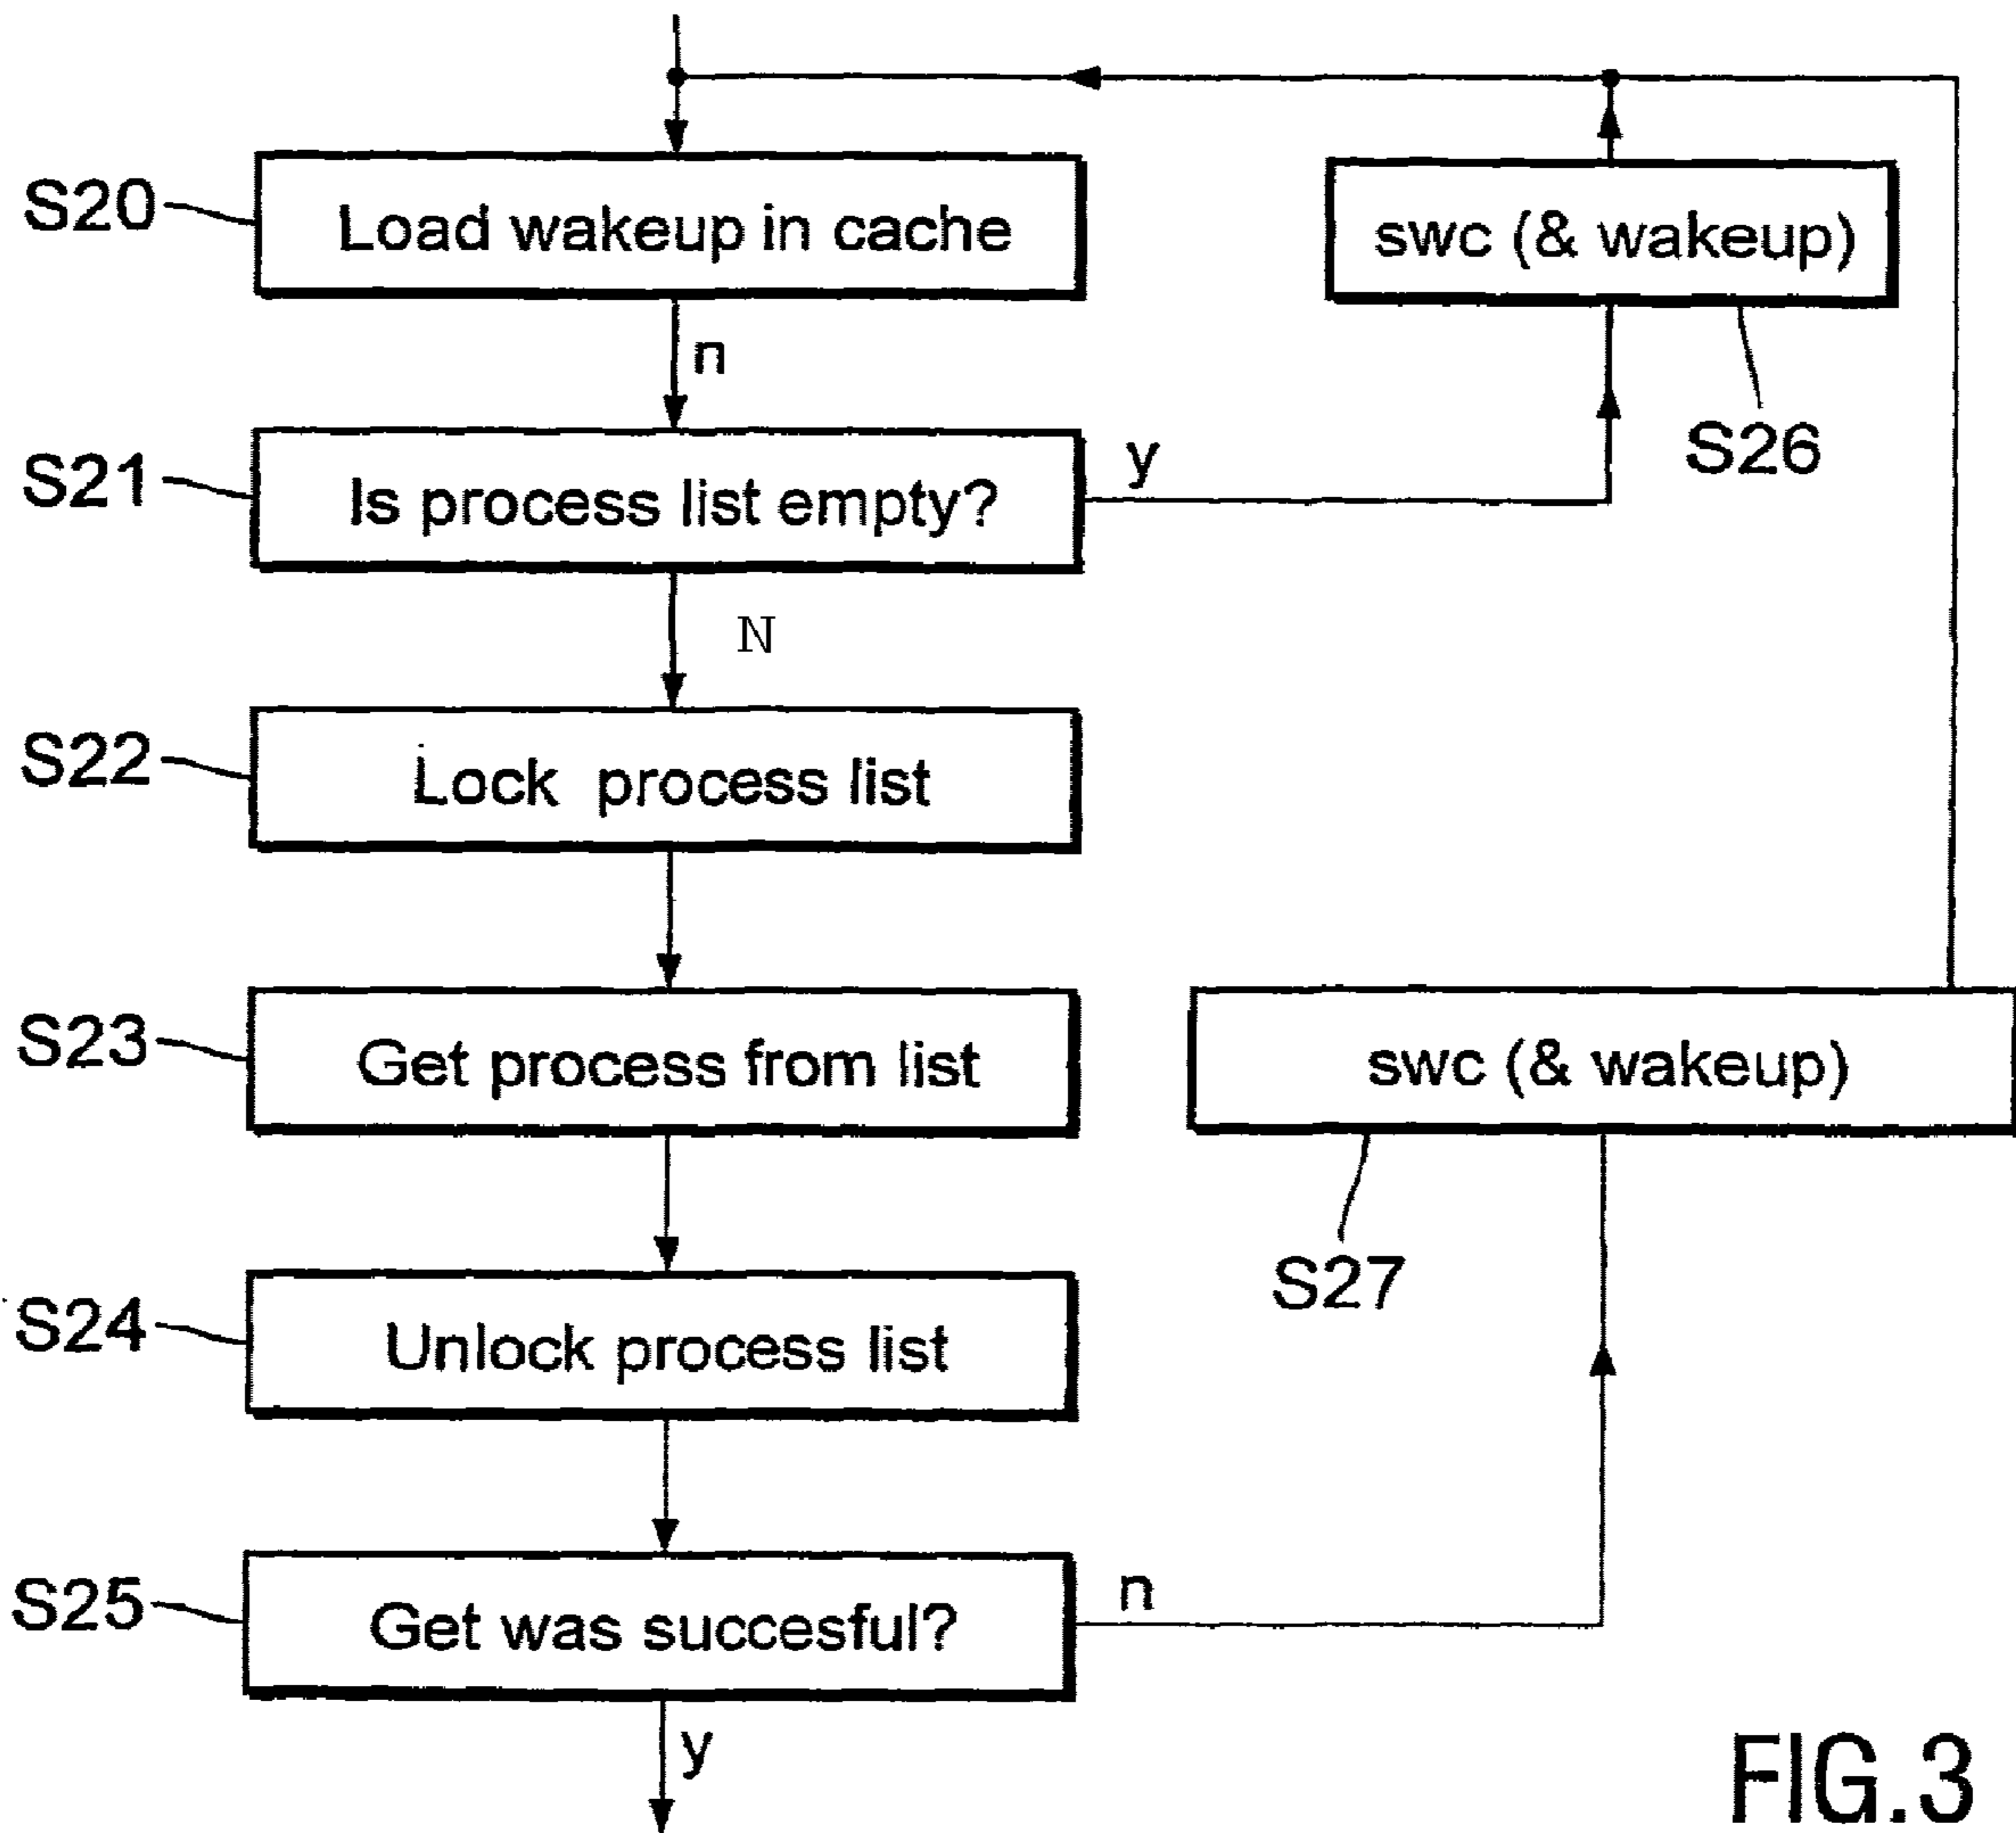 S20
Load wakeup in cache
swc (& wakeup)
n
S26
S21
Is process list empty?
y
N
S22
Lock process list
S23
Get process from list
swc (& wakeup)
S27
S24
Unlock process list
S25
Get was succesful?
n
y
FIG.3